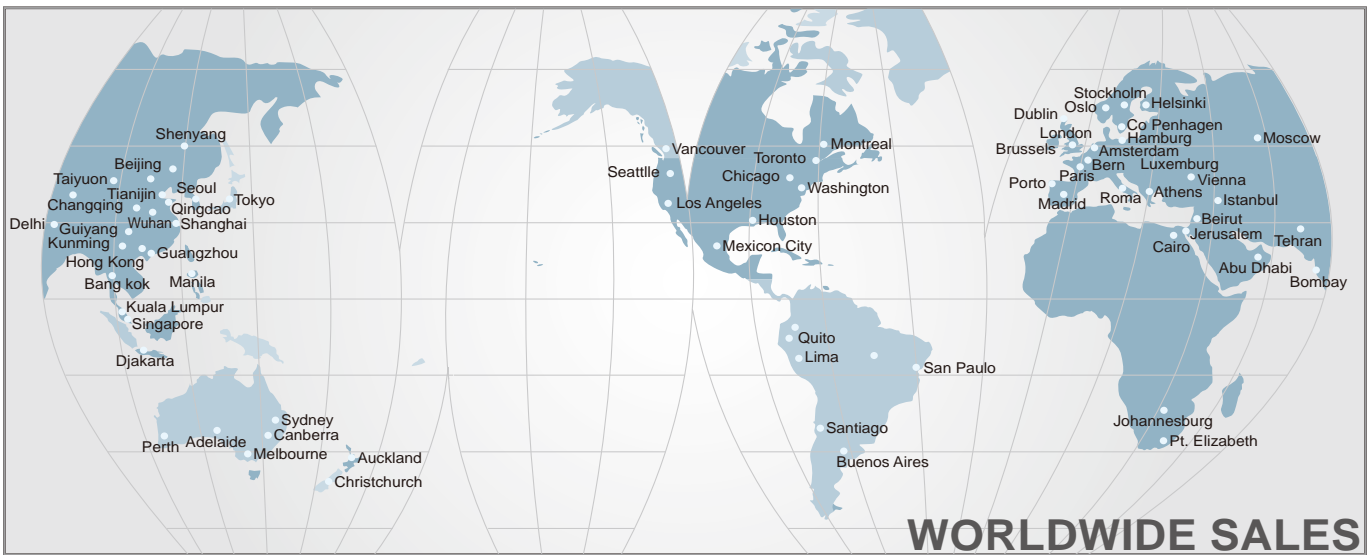 Shenyang
Beijing
Taiyuon
Tianjin
Seoul
Changqing
Qingdao
Tokyo
Delhi
Guiyang
Wuhan
Shanghai
Kunming
Guangzhou
Hong Kong
Bang kok
Manila
Kuala Lumpur
Singapore
Djakarta
Sydney
Canberra
Adelaide
Perth
Melbourne
Auckland
Christchurch
Vancouver
Montreal
Toronto
Seattlle
Chicago
Washington
Los Angeles
Houston
Mexicon City
Quito
Lima
San Paulo
Santiago
Buenos Aires
Stockholm
Oslo
Helsinki
Dublin
London
Co Penhagen
Hamburg
Moscow
Brussels
Amsterdam
Bern
Luxemburg
Paris
Vienna
Porto
Madrid
Roma
Athens
Istanbul
Beirut
Jerusalem
Cairo
Tehran
Abu Dhabi
Bombay
Johannesburg
Pt. Elizabeth
WORLDWIDE SALES